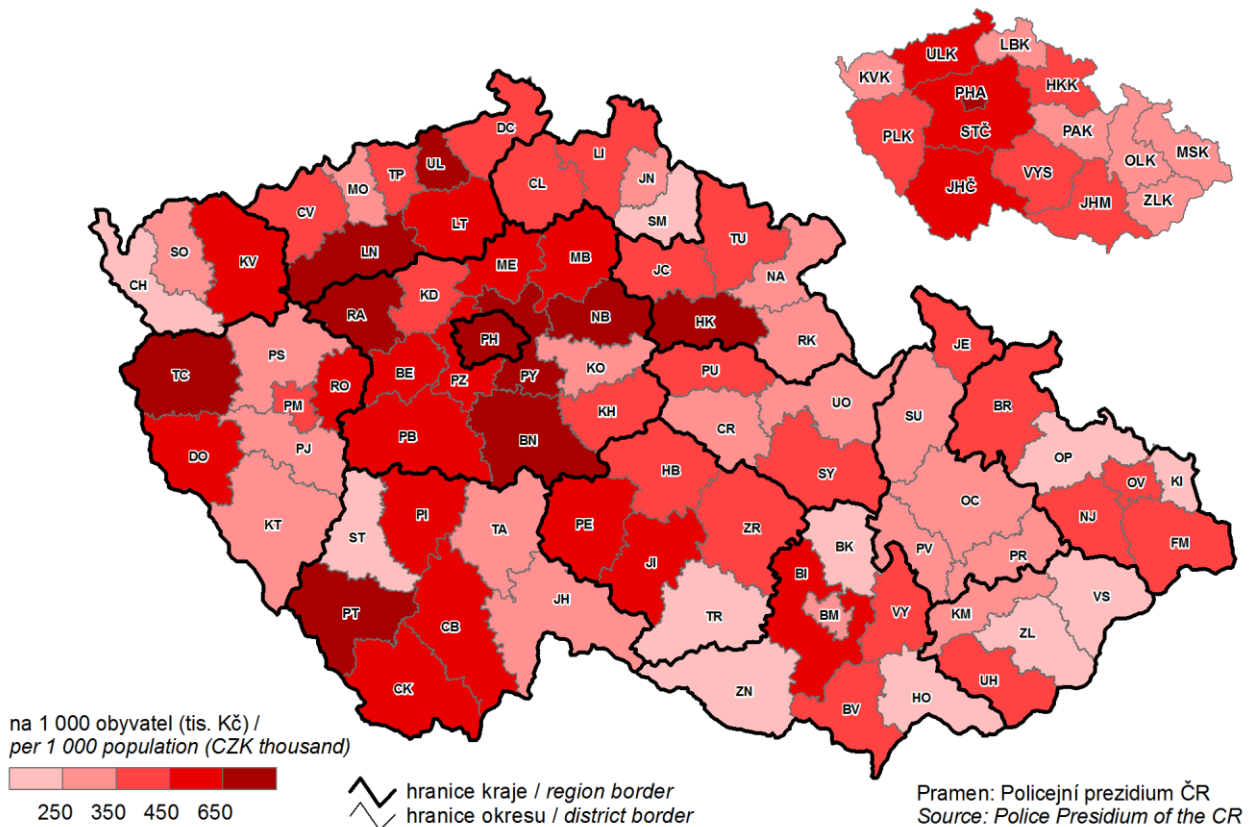 ULK
LBK
KVK
PHA
HKK
PLK
STČ
PAK
MSK
OLK
VYS
JHČ
JHM
ZLK
DC
UL
LI
TP
MO
CL
JN
CV
LT
SM
SO
KV
LN
TU
CH
ME
MB
JC
NA
KD
RA
NB
HK
PH
RK
JE
PS
KO
TC
BE
PZ
PY
PU
RO
PM
KH
UO
SU
BR
CR
PB
BN
PJ
DO
OP
HB
SY
OV
KI
OC
NJ
KT
PI
TA
PE
ZR
ST
FM
BK
PV
PR
JI
BI
VS
JH
PT
TR
BM
VY
KM
CB
ZL
CK
UH
ZN
HO
BV
na 1 000 obyvatel (tis. Kč) /
per 1 000 population (CZK thousand)
250 350 450 650
hranice kraje / region border
hranice okresu / district border
Pramen: Policejní prezidium ČR
Source: Police Presidium of the CR